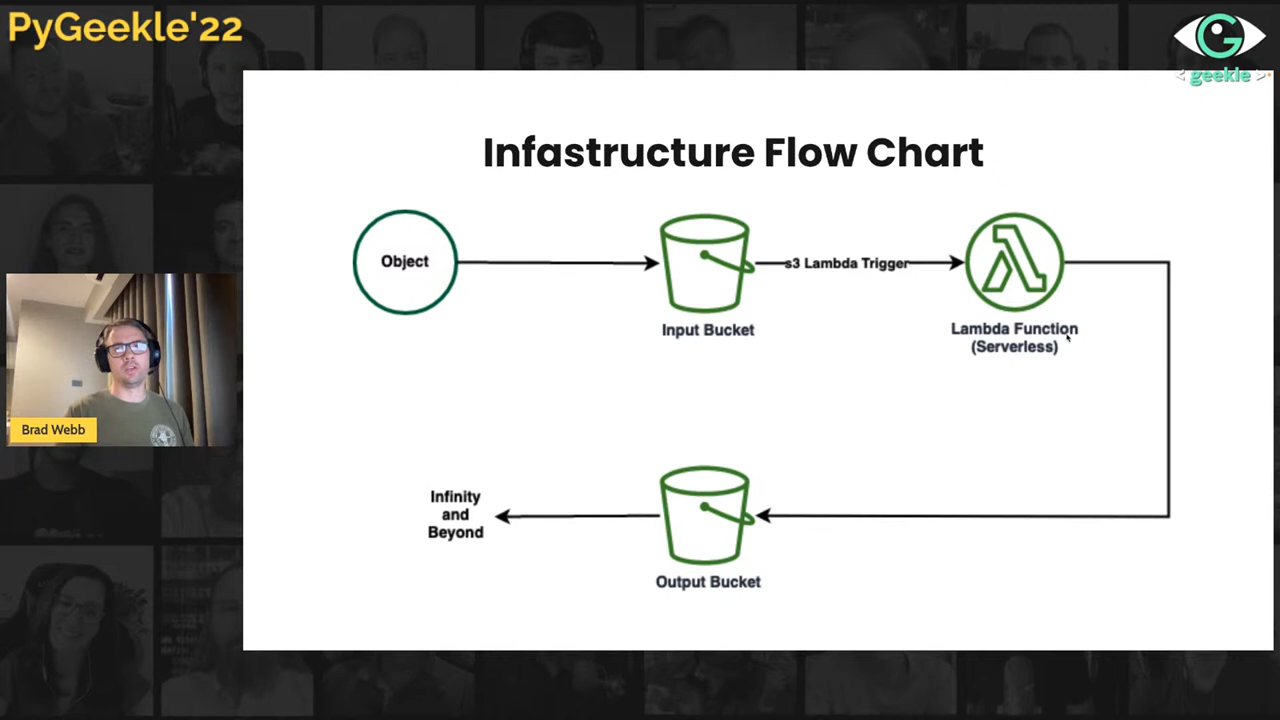 PyGeekle'22
< geekle >
Infastructure Flow Chart
Object
s3 Lambda Trigger
Input Bucket
Lambda Function
(Serverless)
Brad Webb
Infinity
and
Beyond
Output Bucket